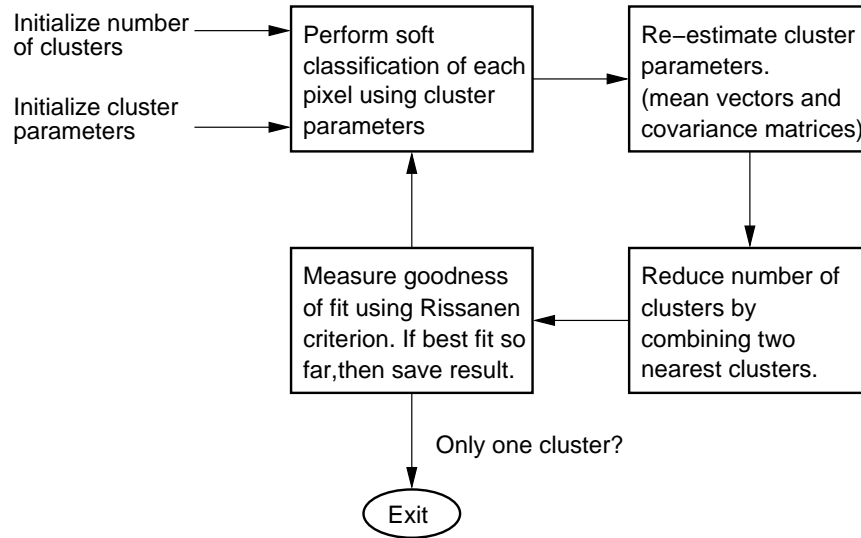 Initialize number
of clusters
Initialize cluster
parameters
Perform soft
classification of each
pixel using cluster
parameters
Re−estimate cluster
parameters.
(mean vectors and
covariance matrices)
Measure goodness
of fit using Rissanen
criterion. If best fit so
far,then save result.
Reduce number of
clusters by
combining two
nearest clusters.
Only one cluster?
Exit